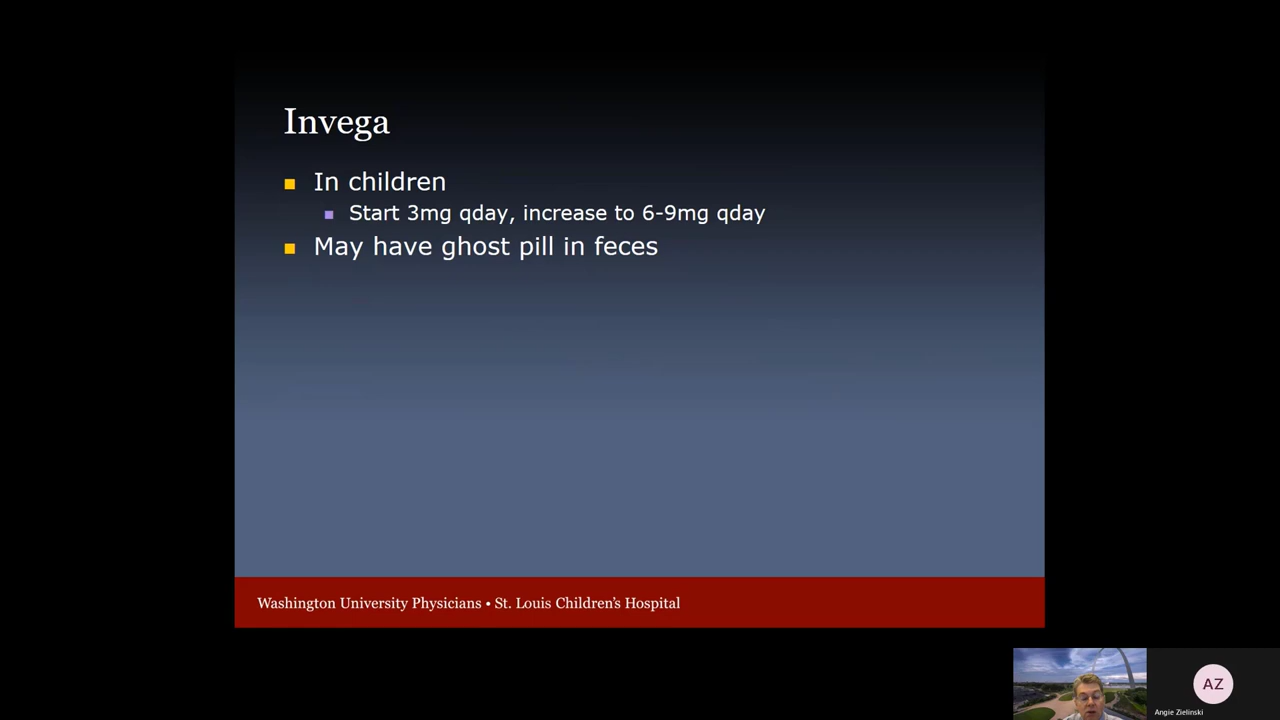 Invega
In children
Start 3mg qday, increase to 6-9mg qday
May have ghost pill in feces
Washington University Physicians • St. Louis Children's Hospital
AZ
Angie Zielinski